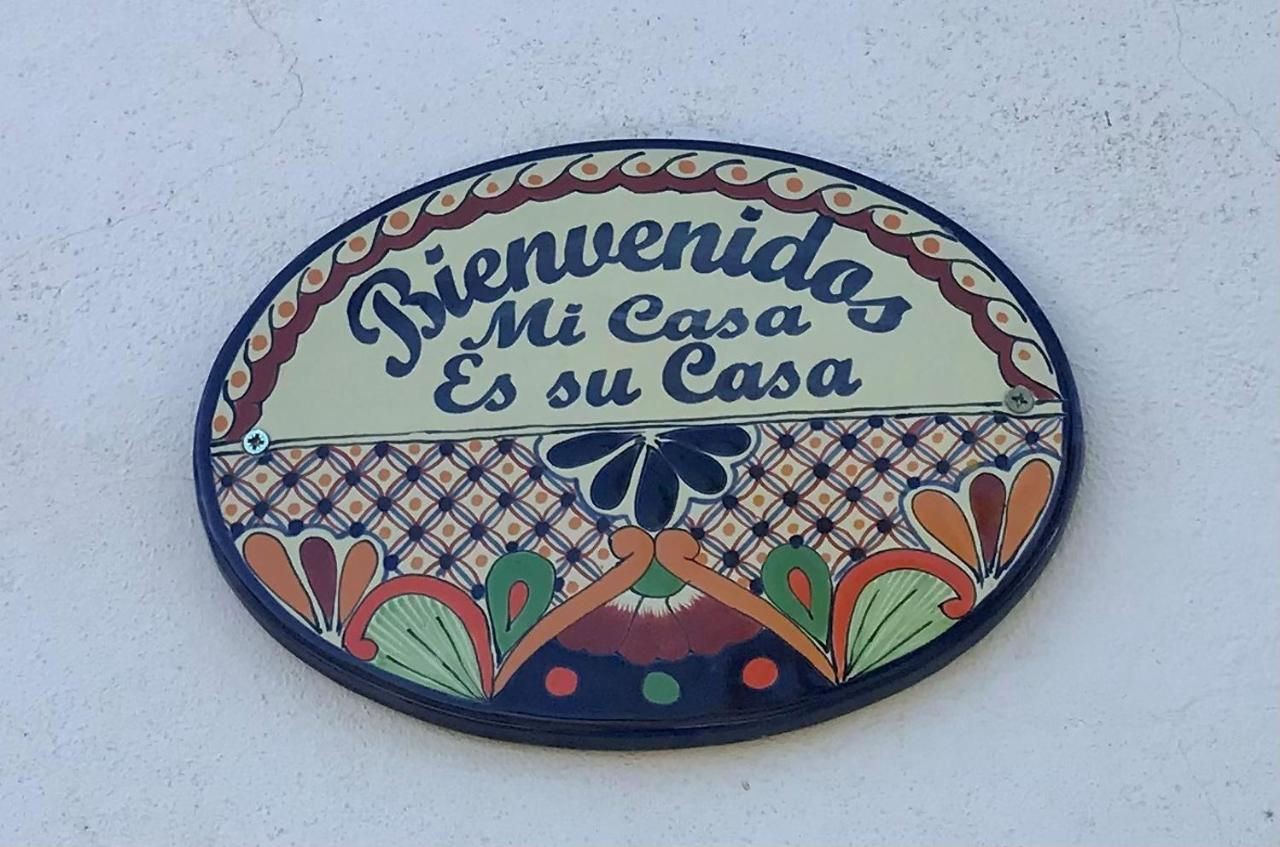 Bienvenidos
Mi Casa
Es su Casa